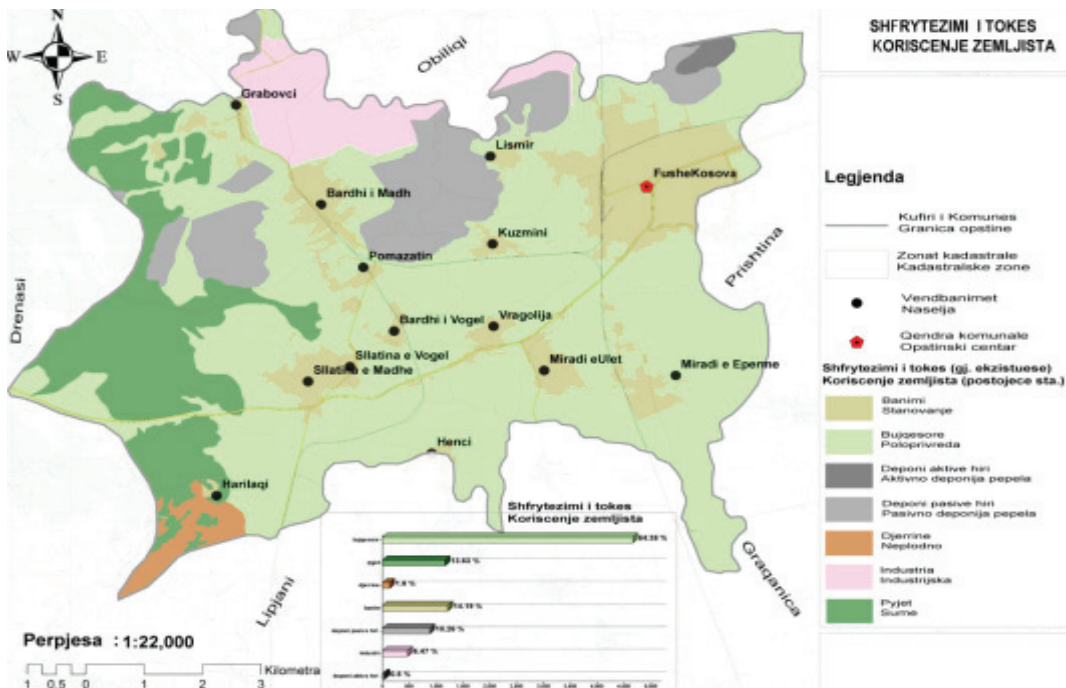 SHFRYTEZIMI I TOKES
KORISCENJE ZEMLJISTA
N
W
E
S
Obiliqi
Grabovci
Lismir
FusheKosova
Bardhi i Madh
Kuzmini
Pomazatin
Prishtina
Drenasi
Bardhi i Vogel
Vragolija
Sllatina e Vogel
Sllatina e Madhe
Miradi eUlet
Miradi e Eperme
Henci
Harilaqi
Lipjani
Graqanica
Legjenda
Kufiri i Komunes
Granica opstine
Zonat kadastrale
Kadastralske zone
Vendbanimet
Naselja
Qendra komunale
Opstinski centar
Shfrytezimi i tokes (gj. ekzistuese)
Koriscenje zemljista (postojece sta.)
Banimi
Stanovanje
Bujqesore
Poloprivreda
Deponi aktive hiri
Aktivno deponija pepela
Deponi pasive hiri
Pasivno deponija pepela
Djerrine
Neplodno
Industria
Industrijska
Pyjet
Sume
Shfrytezimi i tokes
Koriscenje zemljista
Perpjesa : 1:22,000
1 0.5 0 1 2 3
Kilometra